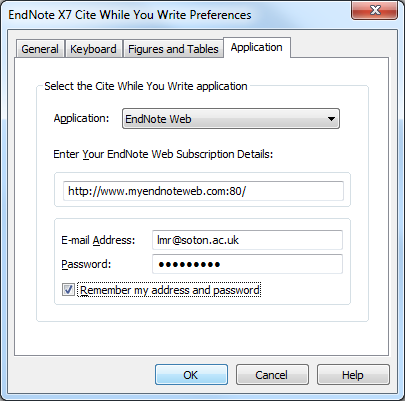 EndNote X7 Cite While You Write Preferences
General Keyboard Figures and Tables Application
Select the Cite While You Write application
Application: EndNote Web
Enter Your EndNote Web Subscription Details:
http://www.myendnoteweb.com:80/
E-mail Address: lmr@soton.ac.uk
Password: •••••••••
Remember my address and password
OK Cancel Help